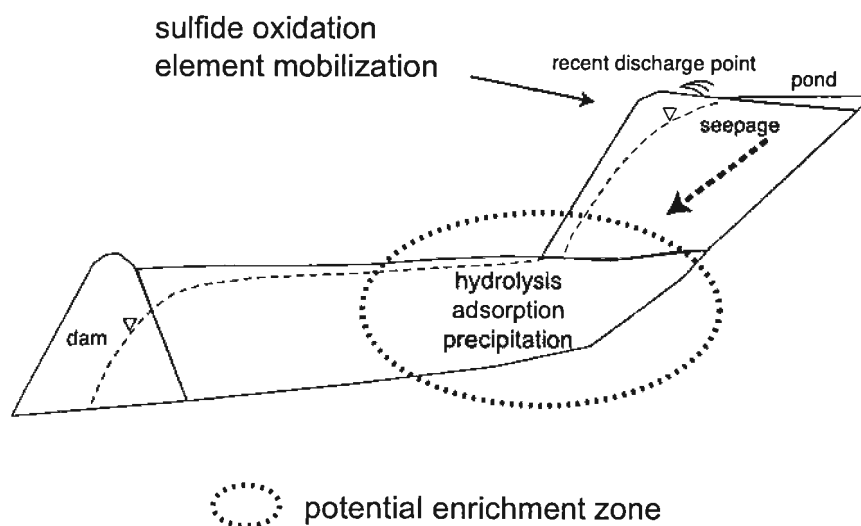 sulfide oxidation
element mobilization
recent discharge point
pond
seepage
hydrolysis
adsorption
precipitation
dam
potential enrichment zone